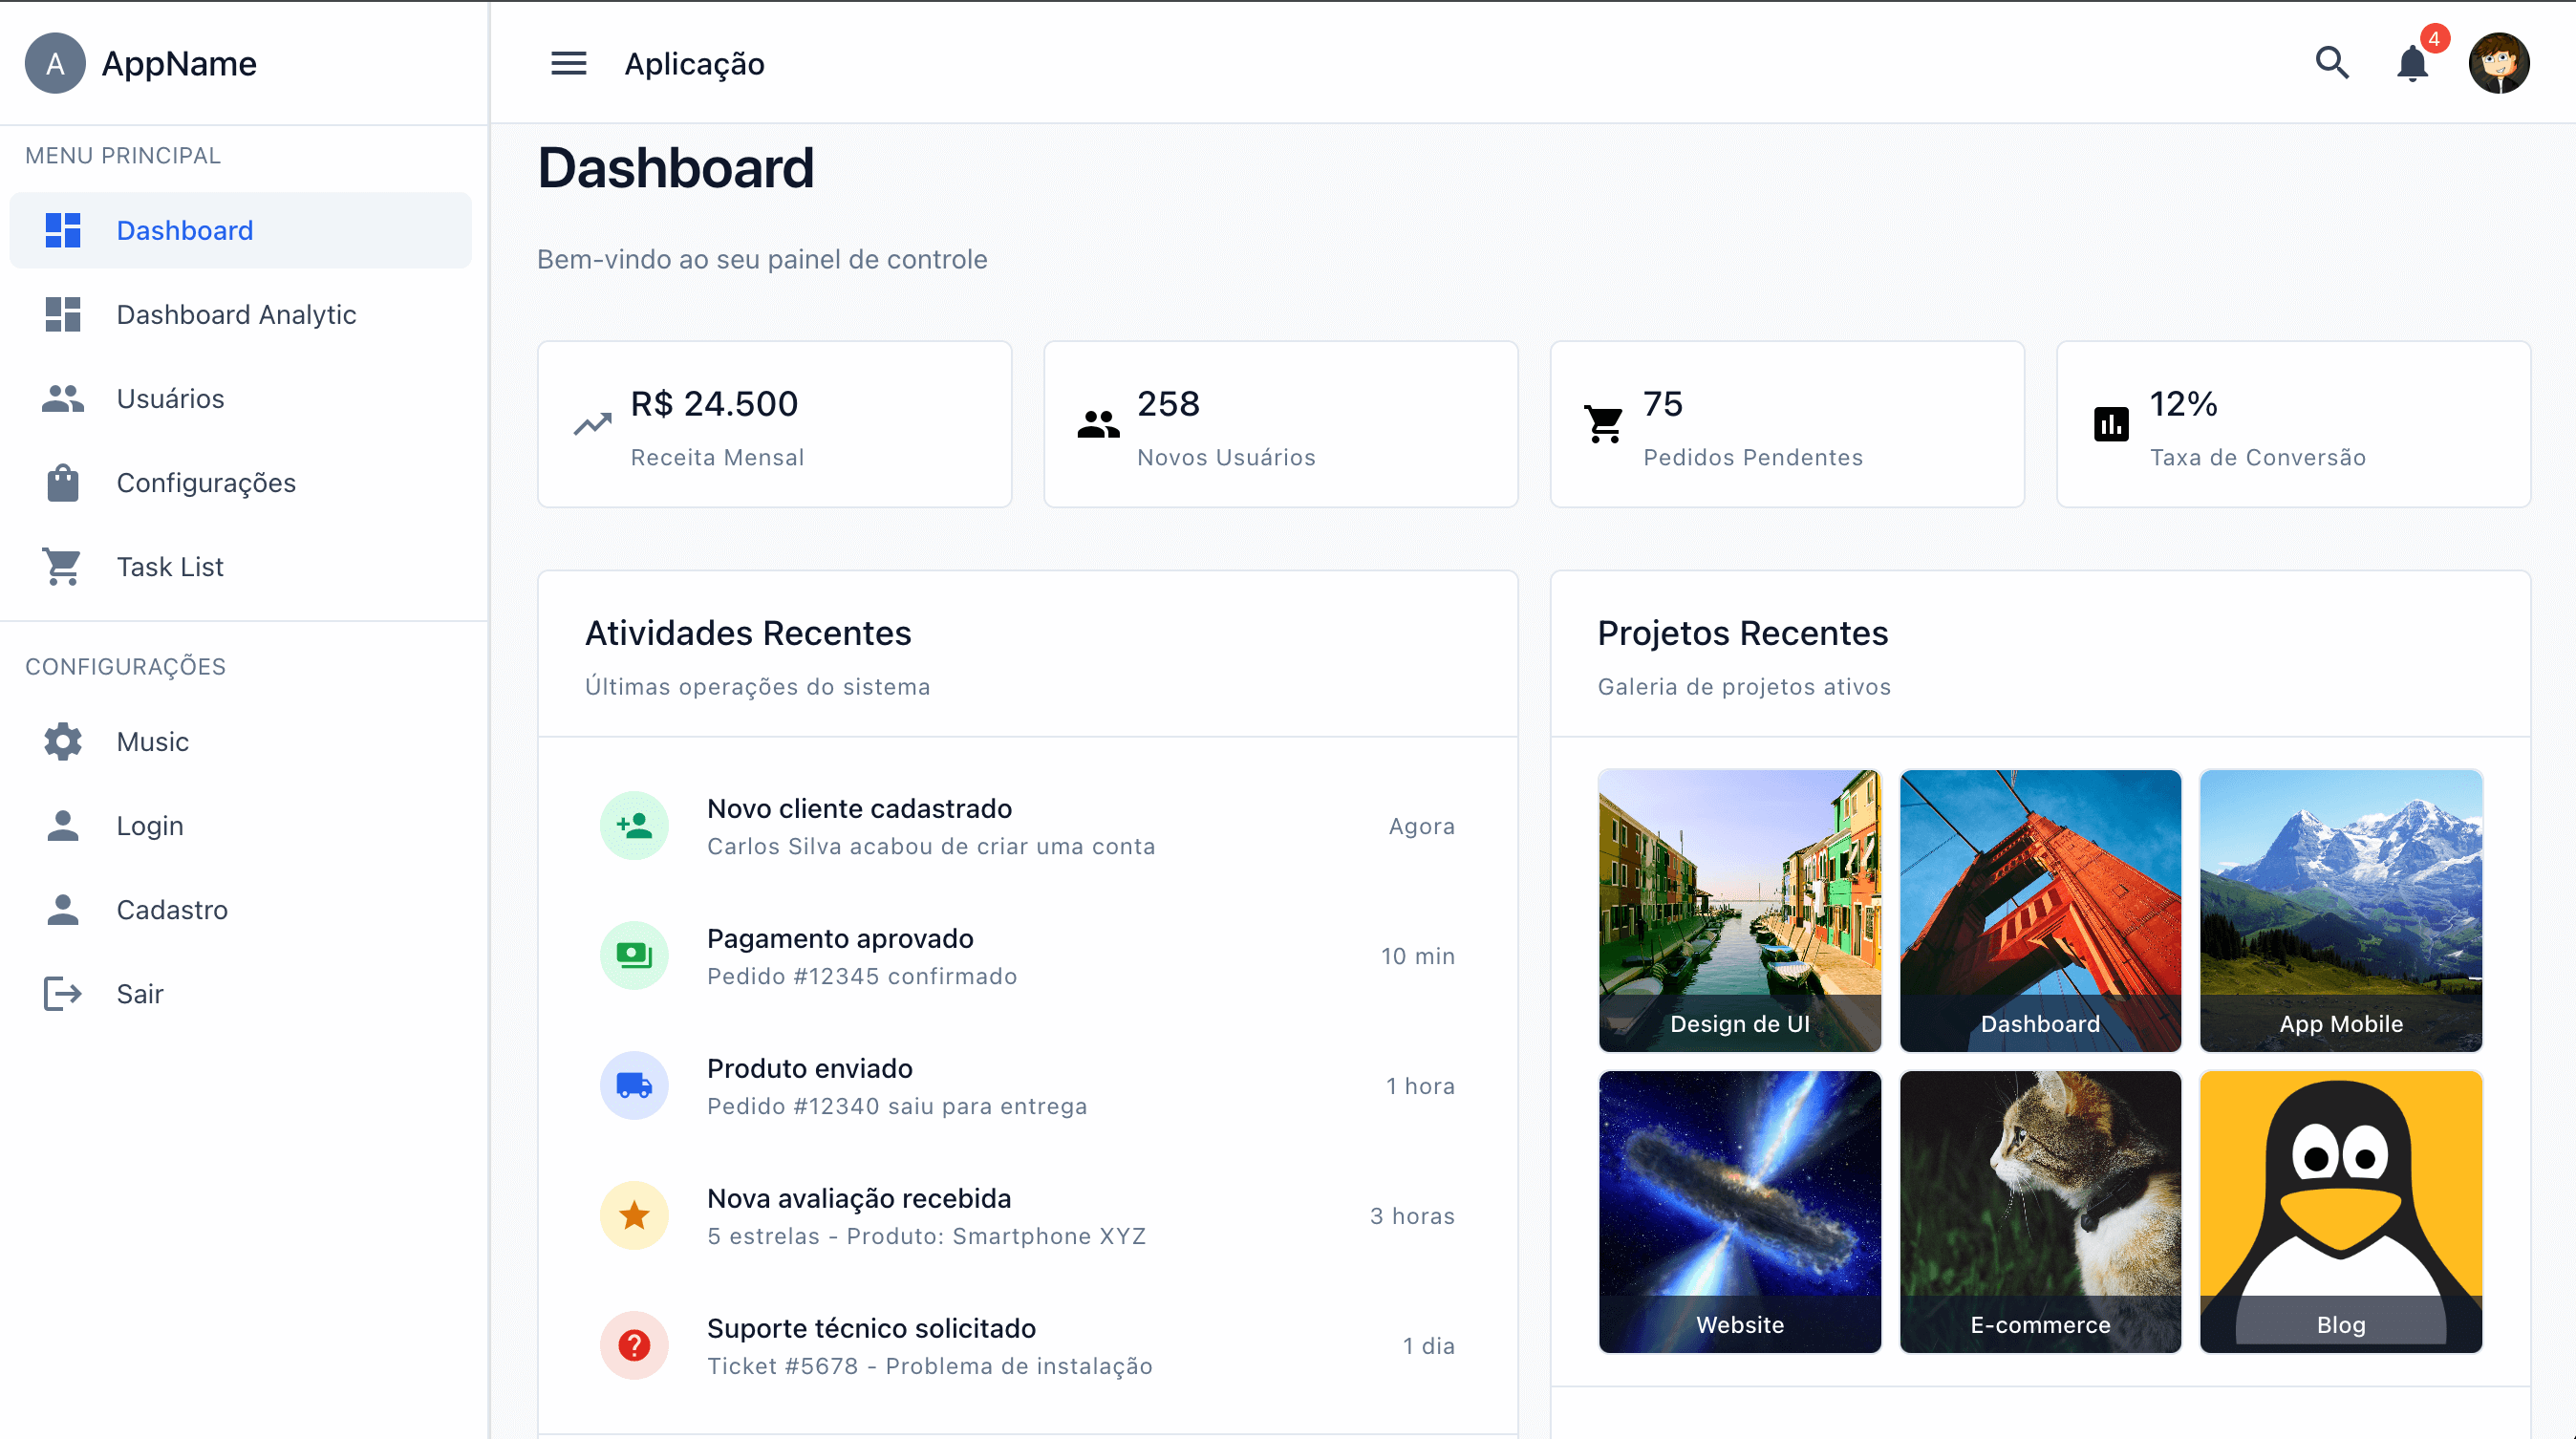 A AppName
Aplicação
4
MENU PRINCIPAL
Dashboard
Dashboard Analytic
Usuários
Configurações
Task List
CONFIGURAÇÕES
Music
Login
Cadastro
Sair
Dashboard
Bem-vindo ao seu painel de controle
R$ 24.500
Receita Mensal
258
Novos Usuários
75
Pedidos Pendentes
12%
Taxa de Conversão
Atividades Recentes
Últimas operações do sistema
Novo cliente cadastrado
Carlos Silva acabou de criar uma conta
Agora
Pagamento aprovado
Pedido #12345 confirmado
10 min
Produto enviado
Pedido #12340 saiu para entrega
1 hora
Nova avaliação recebida
5 estrelas - Produto: Smartphone XYZ
3 horas
Suporte técnico solicitado
Ticket #5678 - Problema de instalação
1 dia
Projetos Recentes
Galeria de projetos ativos
Design de UI
Dashboard
App Mobile
Website
E-commerce
Blog